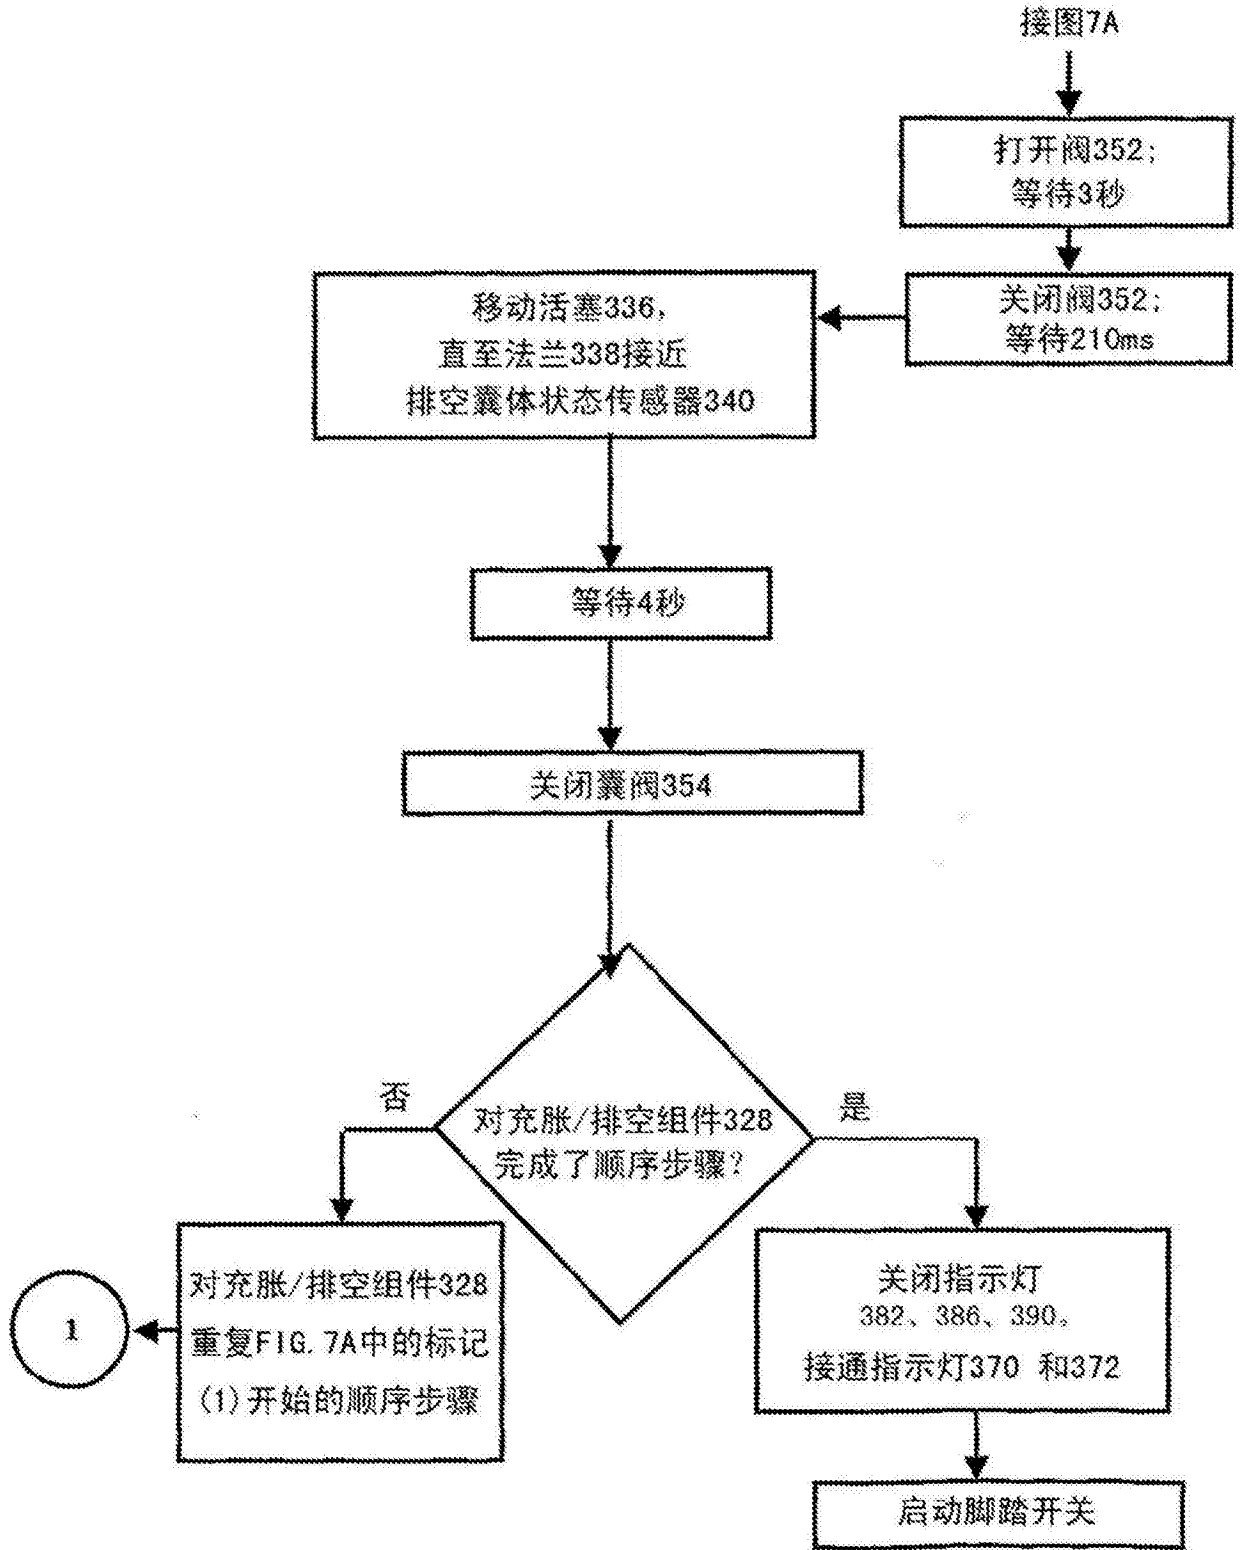 接图7A
打开阀352;
等待3秒
关闭阀352;
等待210ms
移动活塞336,
直至法兰338接近
排空囊体状态传感器340
等待4秒
关闭囊阀354
对充胀/排空组件328
完成了顺序步骤?
否
是
对充胀/排空组件328
重复FIG.7A中的标记
(1)开始的顺序步骤
1
关闭指示灯
382、386、390。
接通指示灯370 和372
启动脚踏开关